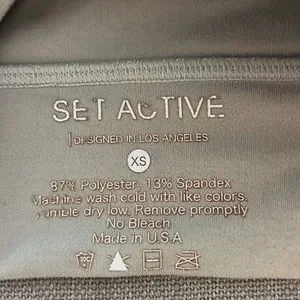 SET ACTIVE
DESIGNED IN LOS ANGELES
XS
87% Polyester, 13% Spandex
Machine wash cold with like colors.
Tumble dry low. Remove promptly
No Bleach
Made in U.S.A